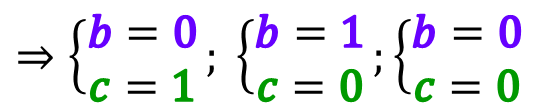 ⇒ { b = 0 ; { b = 1 ; { b = 0
c = 1 c = 0 c = 0